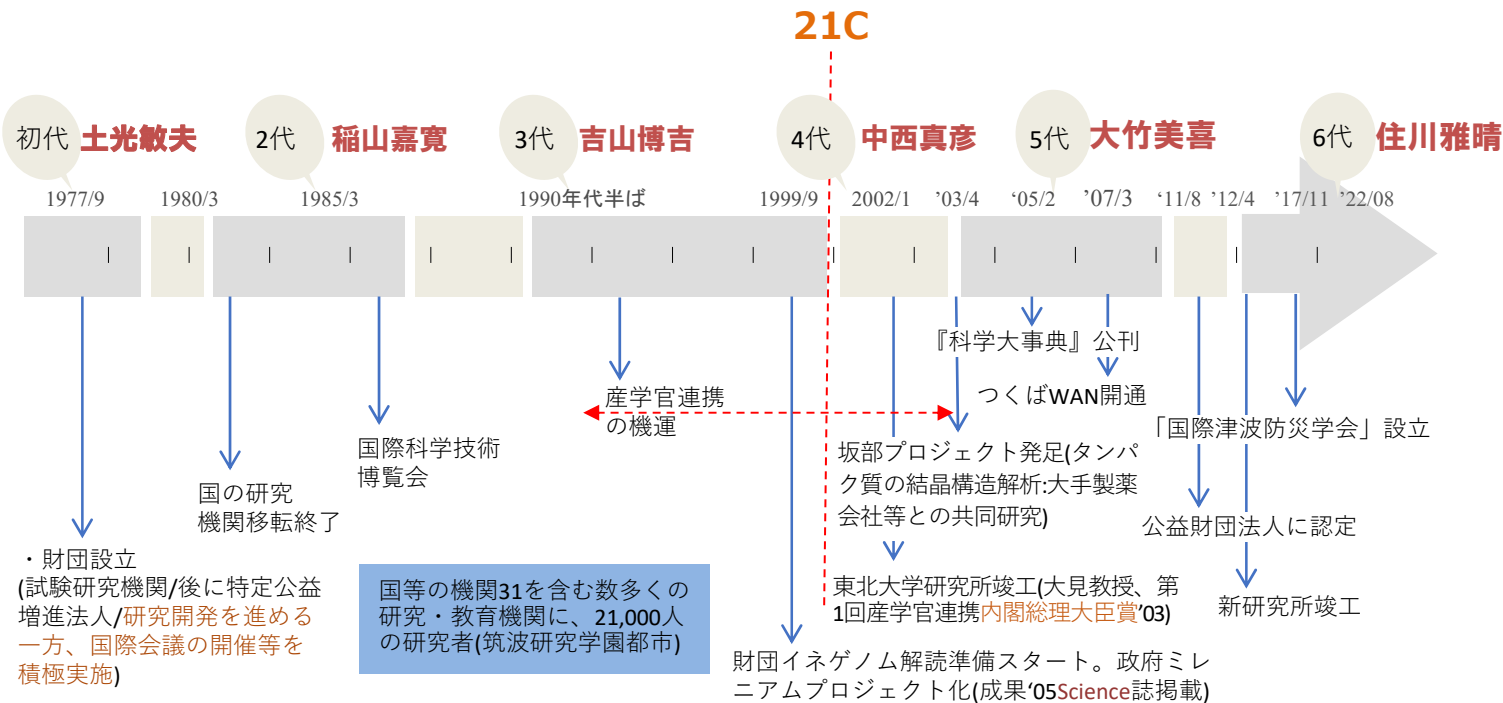 21C
初代 土光敏夫
2代 稲山嘉寛
3代 吉山博吉
4代 中西真彦
5代 大竹美喜
6代 住川雅晴
1977/9
1980/3
1985/3
1990年代半ば
1999/9
2002/1
’03/4
‘05/2
’07/3
‘11/8
’12/4
’17/11
’22/08
『科学大事典』公刊
つくばWAN開通
産学官連携
の機運
「国際津波防災学会」設立
国際科学技術
博覧会
坂部プロジェクト発足(タンパ
ク質の結晶構造解析:大手製薬
会社等との共同研究)
国の研究
機関移転終了
公益財団法人に認定
・財団設立
(試験研究機関/後に特定公益
増進法人/研究開発を進める
一方、国際会議の開催等を
積極実施)
国等の機関31を含む数多くの
研究・教育機関に、21,000人
の研究者(筑波研究学園都市)
東北大学研究所竣工(大見教授、第
1回産学官連携内閣総理大臣賞’03)
新研究所竣工
財団イネゲノム解読準備スタート。政府ミレ
ニアムプロジェクト化(成果‘05Science誌掲載)